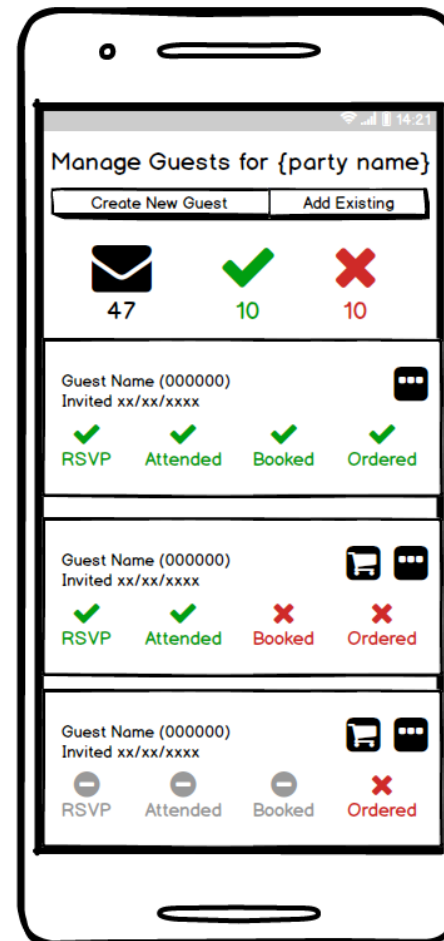 14:21
Manage Guests for {party name}
Create New Guest Add Existing
47 10 10
Guest Name (000000)
Invited xx/xx/xxxx
RSVP Attended Booked Ordered
Guest Name (000000)
Invited xx/xx/xxxx
RSVP Attended Booked Ordered
Guest Name (000000)
Invited xx/xx/xxxx
RSVP Attended Booked Ordered